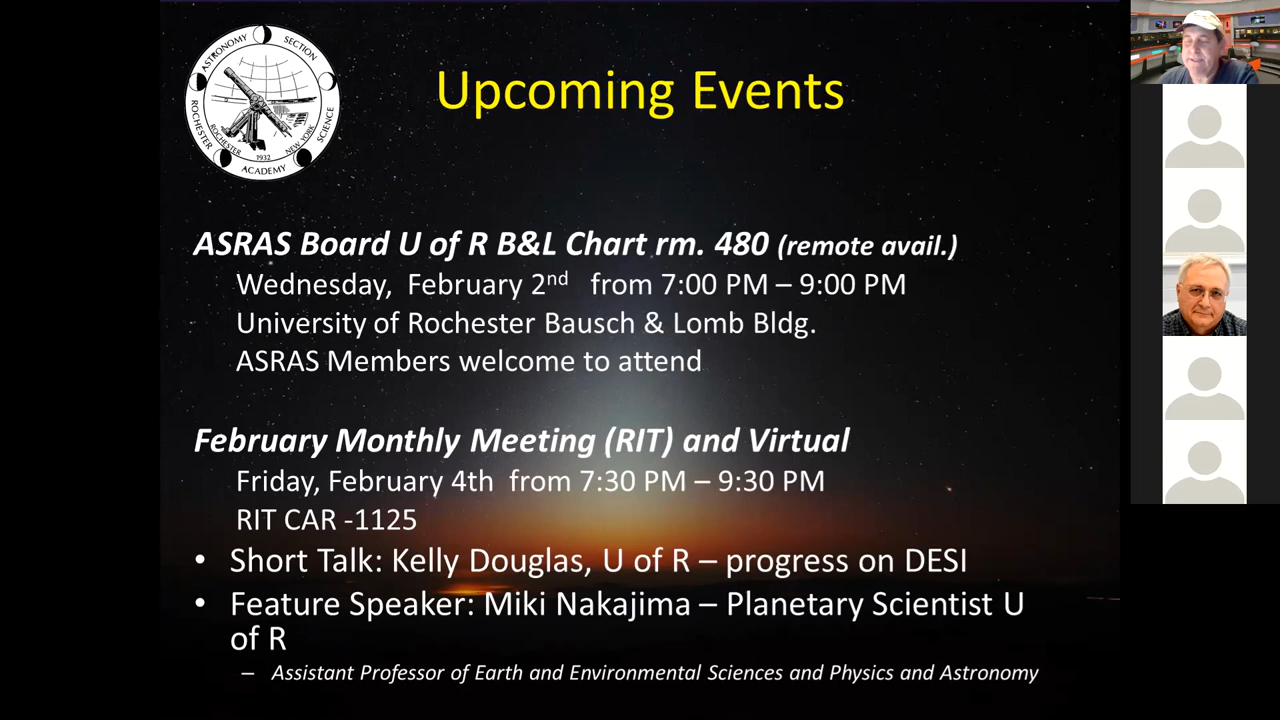 ASTRONOMY SECTION
ROCHESTER ACADEMY SCIENCE
ROCHESTER 1932 NEW YORK
Upcoming Events
ASRAS Board U of R B&L Chart rm. 480 (remote avail.)
Wednesday, February 2nd from 7:00 PM – 9:00 PM
University of Rochester Bausch & Lomb Bldg.
ASRAS Members welcome to attend
February Monthly Meeting (RIT) and Virtual
Friday, February 4th from 7:30 PM – 9:30 PM
RIT CAR -1125
• Short Talk: Kelly Douglas, U of R – progress on DESI
• Feature Speaker: Miki Nakajima – Planetary Scientist U
of R
– Assistant Professor of Earth and Environmental Sciences and Physics and Astronomy